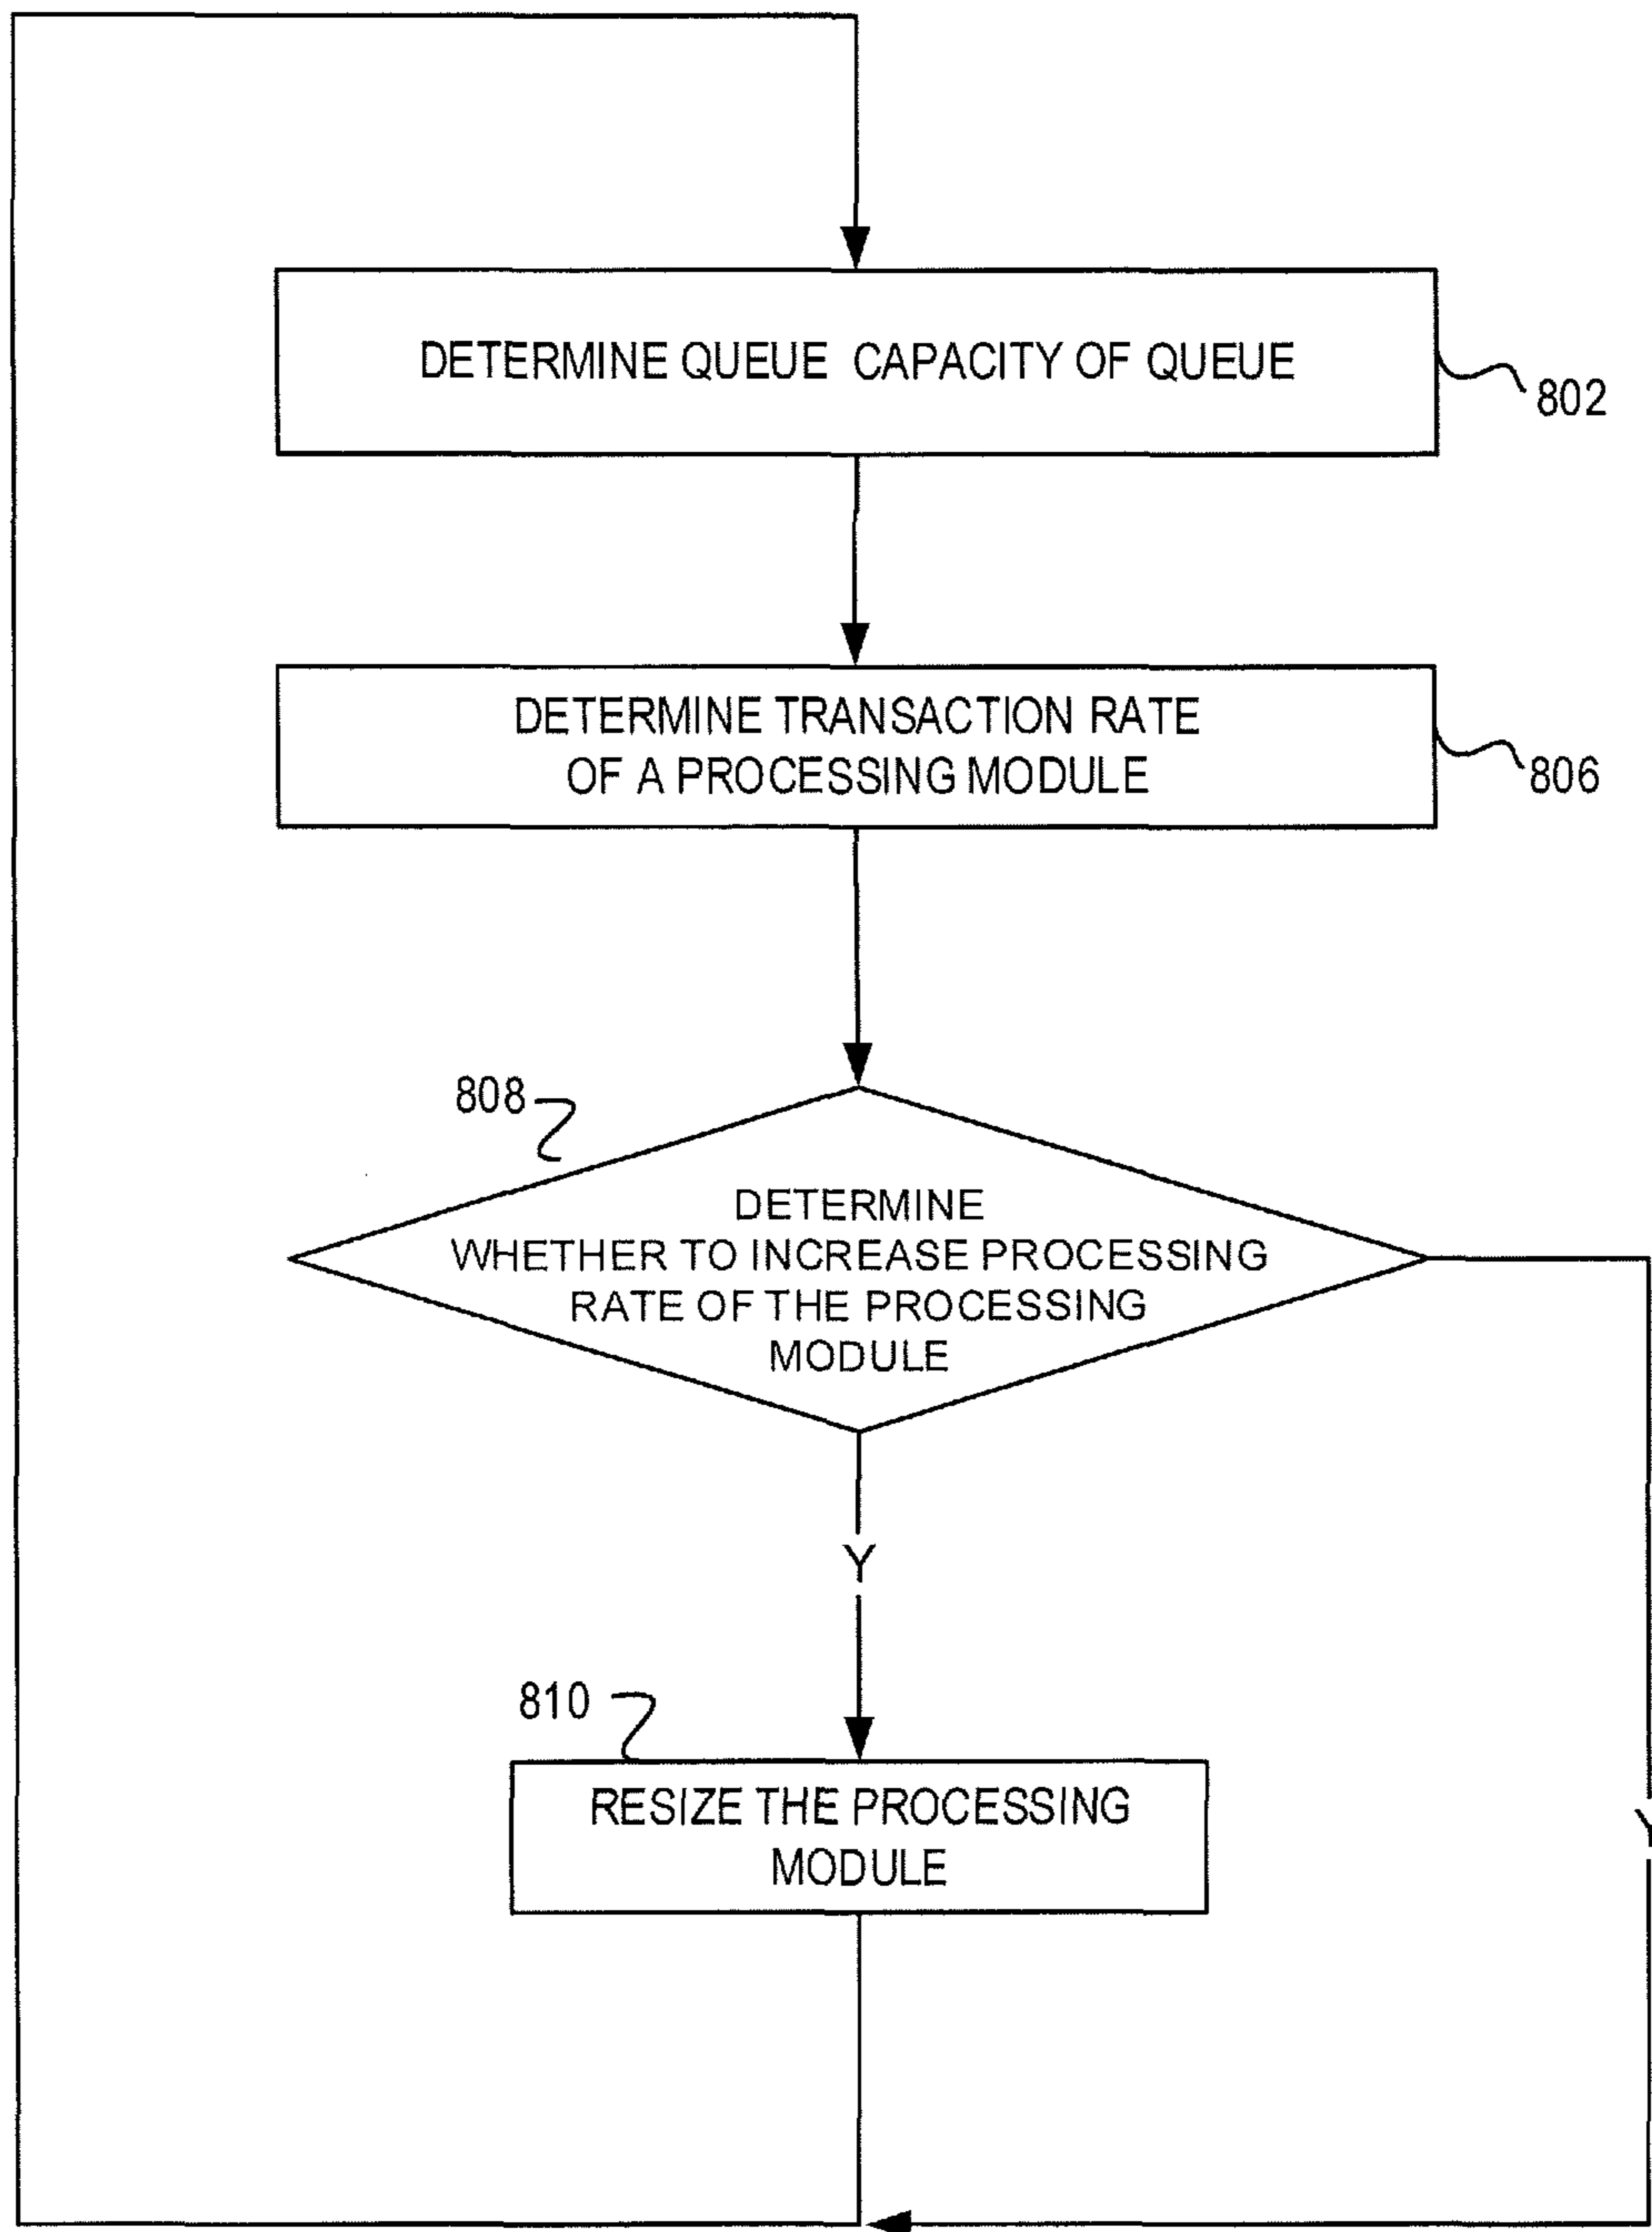 DETERMINE QUEUE CAPACITY OF QUEUE
802
DETERMINE TRANSACTION RATE
OF A PROCESSING MODULE
806
808
DETERMINE
WHETHER TO INCREASE PROCESSING
RATE OF THE PROCESSING
MODULE
Y
810
RESIZE THE PROCESSING
MODULE
Y